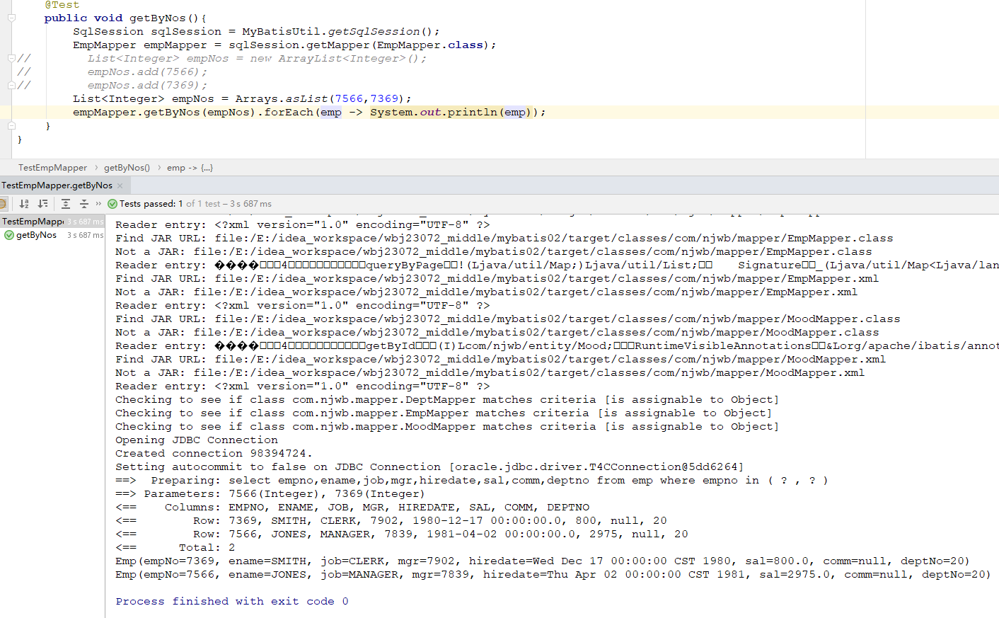 @Test
public void getByNos(){
SqlSession sqlSession = MyBatisUtil.getSqlSession();
EmpMapper empMapper = sqlSession.getMapper(EmpMapper.class);
// List<Integer> empNos = new ArrayList<Integer>();
// empNos.add(7566);
// empNos.add(7369);
List<Integer> empNos = Arrays.asList(7566,7369);
empMapper.getByNos(empNos).forEach(emp -> System.out.println(emp));
}
}
TestEmpMapper › getByNos() › emp -> {...}
TestEmpMapper.getByNos ×
Tests passed: 1 of 1 test – 3 s 687 ms
TestEmpMappe 3 s 687 ms
getByNos 3 s 687 ms
Reader entry: <?xml version="1.0" encoding="UTF-8" ?>
Find JAR URL: file:/E:/idea_workspace/wbj23072_middle/mybatis02/target/classes/com/njwb/mapper/EmpMapper.class
Not a JAR: file:/E:/idea_workspace/wbj23072_middle/mybatis02/target/classes/com/njwb/mapper/EmpMapper.class
Reader entry: ����□□□4□□□□□□□□□□□queryByPage□□!(Ljava/util/Map;)Ljava/util/List;□□ Signature□□_(Ljava/util/Map<Ljava/lan
Find JAR URL: file:/E:/idea_workspace/wbj23072_middle/mybatis02/target/classes/com/njwb/mapper/EmpMapper.xml
Not a JAR: file:/E:/idea_workspace/wbj23072_middle/mybatis02/target/classes/com/njwb/mapper/EmpMapper.xml
Reader entry: <?xml version="1.0" encoding="UTF-8" ?>
Find JAR URL: file:/E:/idea_workspace/wbj23072_middle/mybatis02/target/classes/com/njwb/mapper/MoodMapper.class
Not a JAR: file:/E:/idea_workspace/wbj23072_middle/mybatis02/target/classes/com/njwb/mapper/MoodMapper.class
Reader entry: ����□□□4□□□□□□□□□□□getById□□□(I)Lcom/njwb/entity/Mood;□□□RuntimeVisibleAnnotations□□&Lorg/apache/ibatis/annot
Find JAR URL: file:/E:/idea_workspace/wbj23072_middle/mybatis02/target/classes/com/njwb/mapper/MoodMapper.xml
Not a JAR: file:/E:/idea_workspace/wbj23072_middle/mybatis02/target/classes/com/njwb/mapper/MoodMapper.xml
Reader entry: <?xml version="1.0" encoding="UTF-8" ?>
Checking to see if class com.njwb.mapper.DeptMapper matches criteria [is assignable to Object]
Checking to see if class com.njwb.mapper.EmpMapper matches criteria [is assignable to Object]
Checking to see if class com.njwb.mapper.MoodMapper matches criteria [is assignable to Object]
Opening JDBC Connection
Created connection 98394724.
Setting autocommit to false on JDBC Connection [oracle.jdbc.driver.T4CConnection@5dd6264]
==>  Preparing: select empno,ename,job,mgr,hiredate,sal,comm,deptno from emp where empno in ( ? , ? )
==> Parameters: 7566(Integer), 7369(Integer)
<==    Columns: EMPNO, ENAME, JOB, MGR, HIREDATE, SAL, COMM, DEPTNO
<==        Row: 7369, SMITH, CLERK, 7902, 1980-12-17 00:00:00.0, 800, null, 20
<==        Row: 7566, JONES, MANAGER, 7839, 1981-04-02 00:00:00.0, 2975, null, 20
<==      Total: 2
Emp(empNo=7369, ename=SMITH, job=CLERK, mgr=7902, hiredate=Wed Dec 17 00:00:00 CST 1980, sal=800.0, comm=null, deptNo=20)
Emp(empNo=7566, ename=JONES, job=MANAGER, mgr=7839, hiredate=Thu Apr 02 00:00:00 CST 1981, sal=2975.0, comm=null, deptNo=20)
Process finished with exit code 0